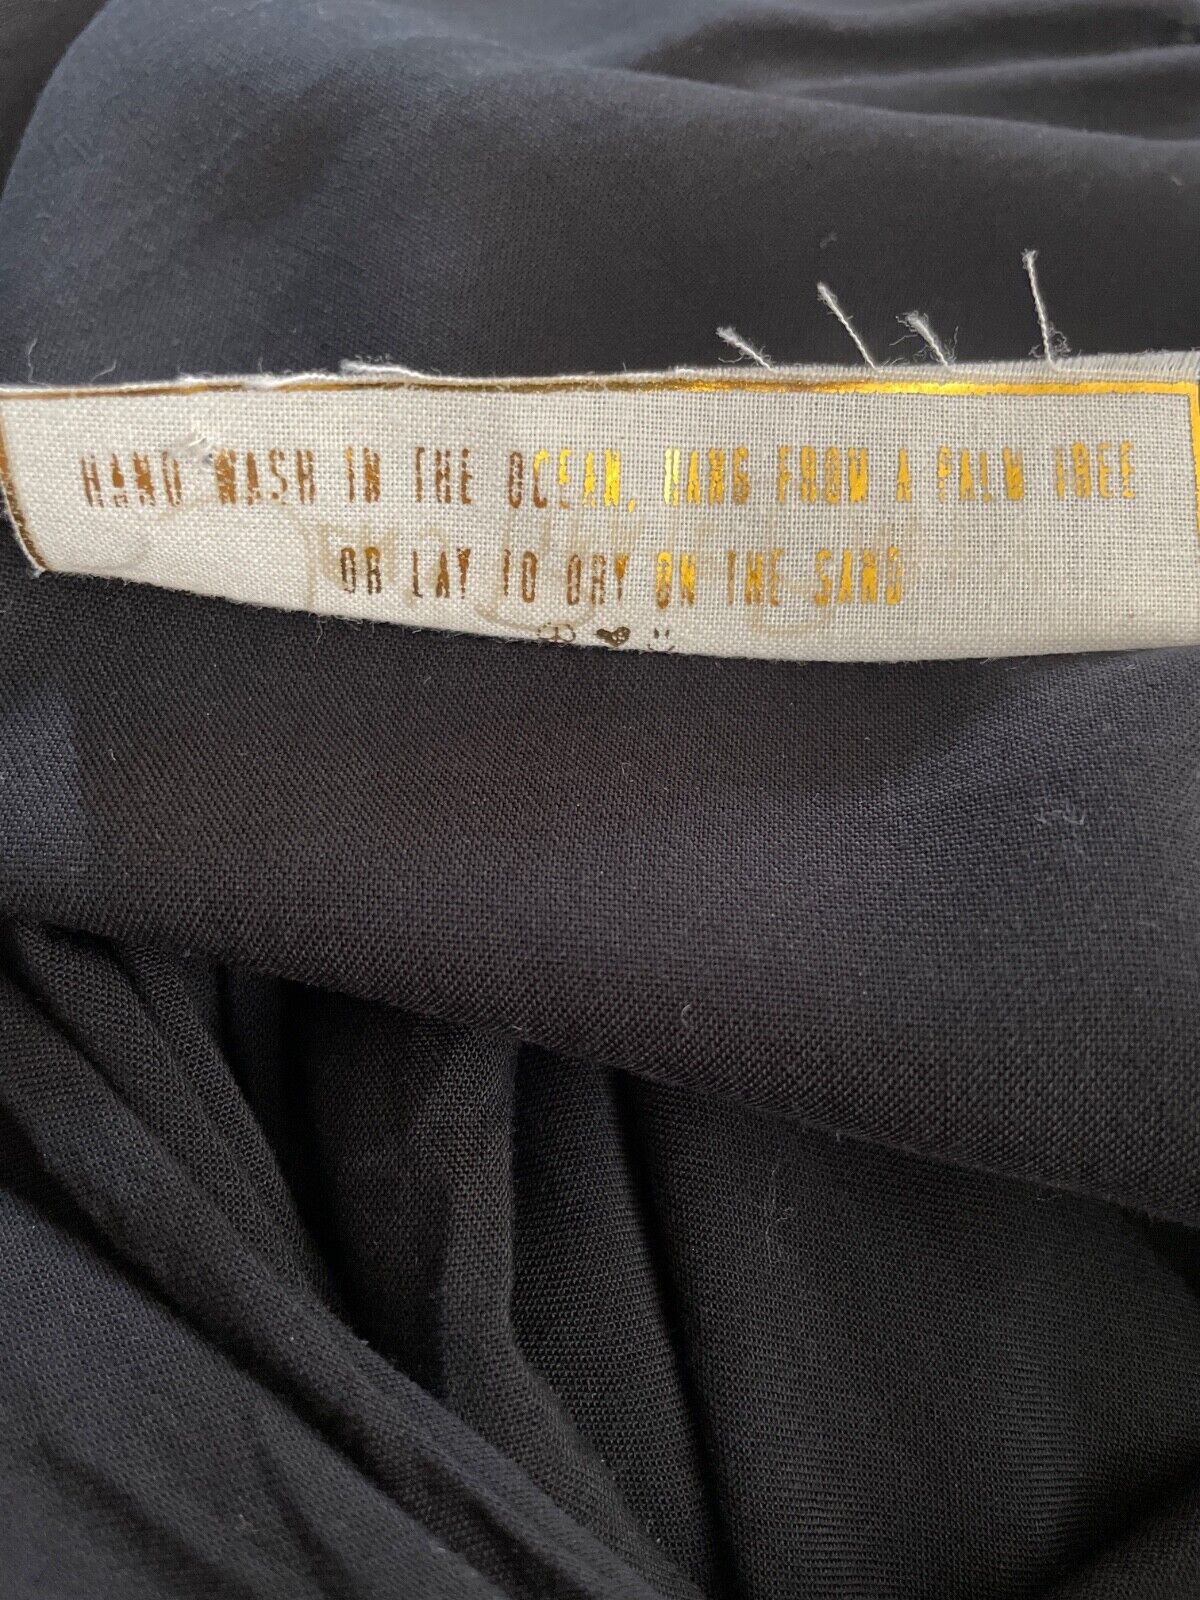 HAND WASH IN THE OCEAN, HANG FROM A PALM TREE
OR LAY TO DRY ON THE SAND